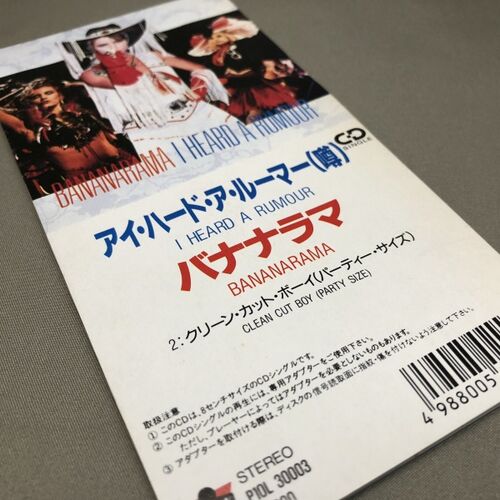 BANANARAMA I HEARD A RUMOUR
CD SINGLE
アイ・ハード・ア・ルーマー(噂)
I HEARD A RUMOUR
バナナラマ
BANANARAMA
2:クリーン・カット・ボーイ(パーティー・サイズ)
CLEAN CUT BOY (PARTY SIZE)
取扱注意
① このCDは、8センチサイズのCDシングルです。
② このCDシングルの再生には、専用アダプターをご使用下さい。
ただし、プレーヤーによってはアダプターを必要としないものもあります。
③ アダプターを取付ける際は、ディスクの信号読取面に指紋・傷を付けないよう注意して下さい。
4988005
STEREO
P10L 30003